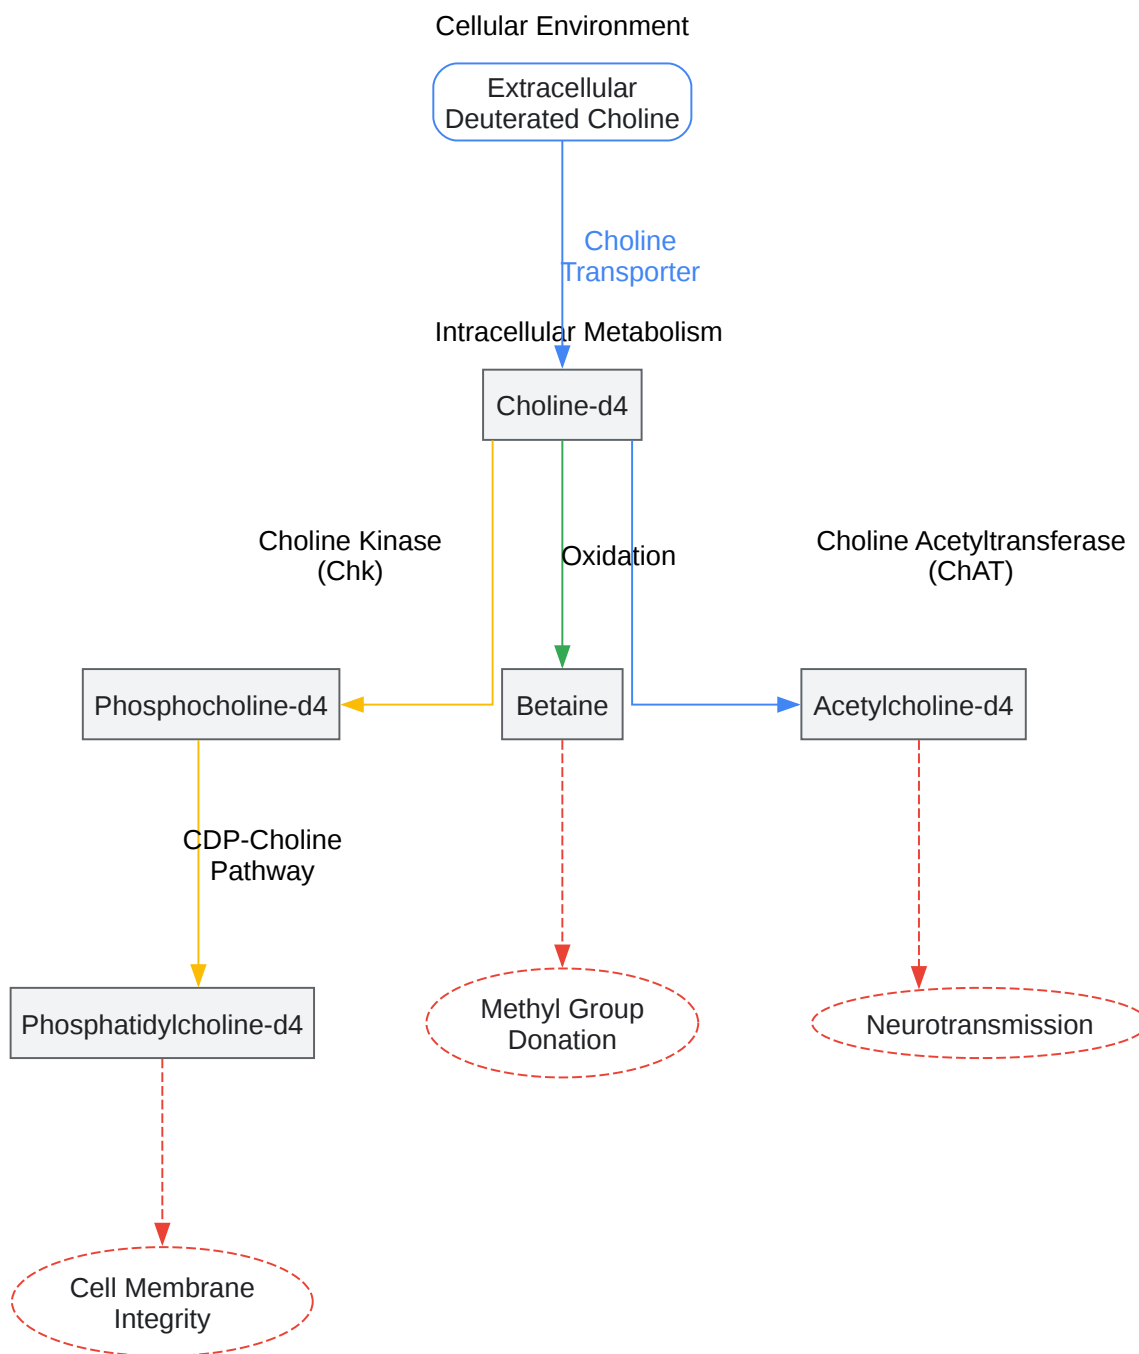 Cellular Environment
Extracellular
Deuterated Choline
Choline
Transporter
Intracellular Metabolism
Choline-d4
Choline Kinase
(Chk)
Oxidation
Choline Acetyltransferase
(ChAT)
Phosphocholine-d4
Betaine
Acetylcholine-d4
CDP-Choline
Pathway
Phosphatidylcholine-d4
Methyl Group
Donation
Neurotransmission
Cell Membrane
Integrity